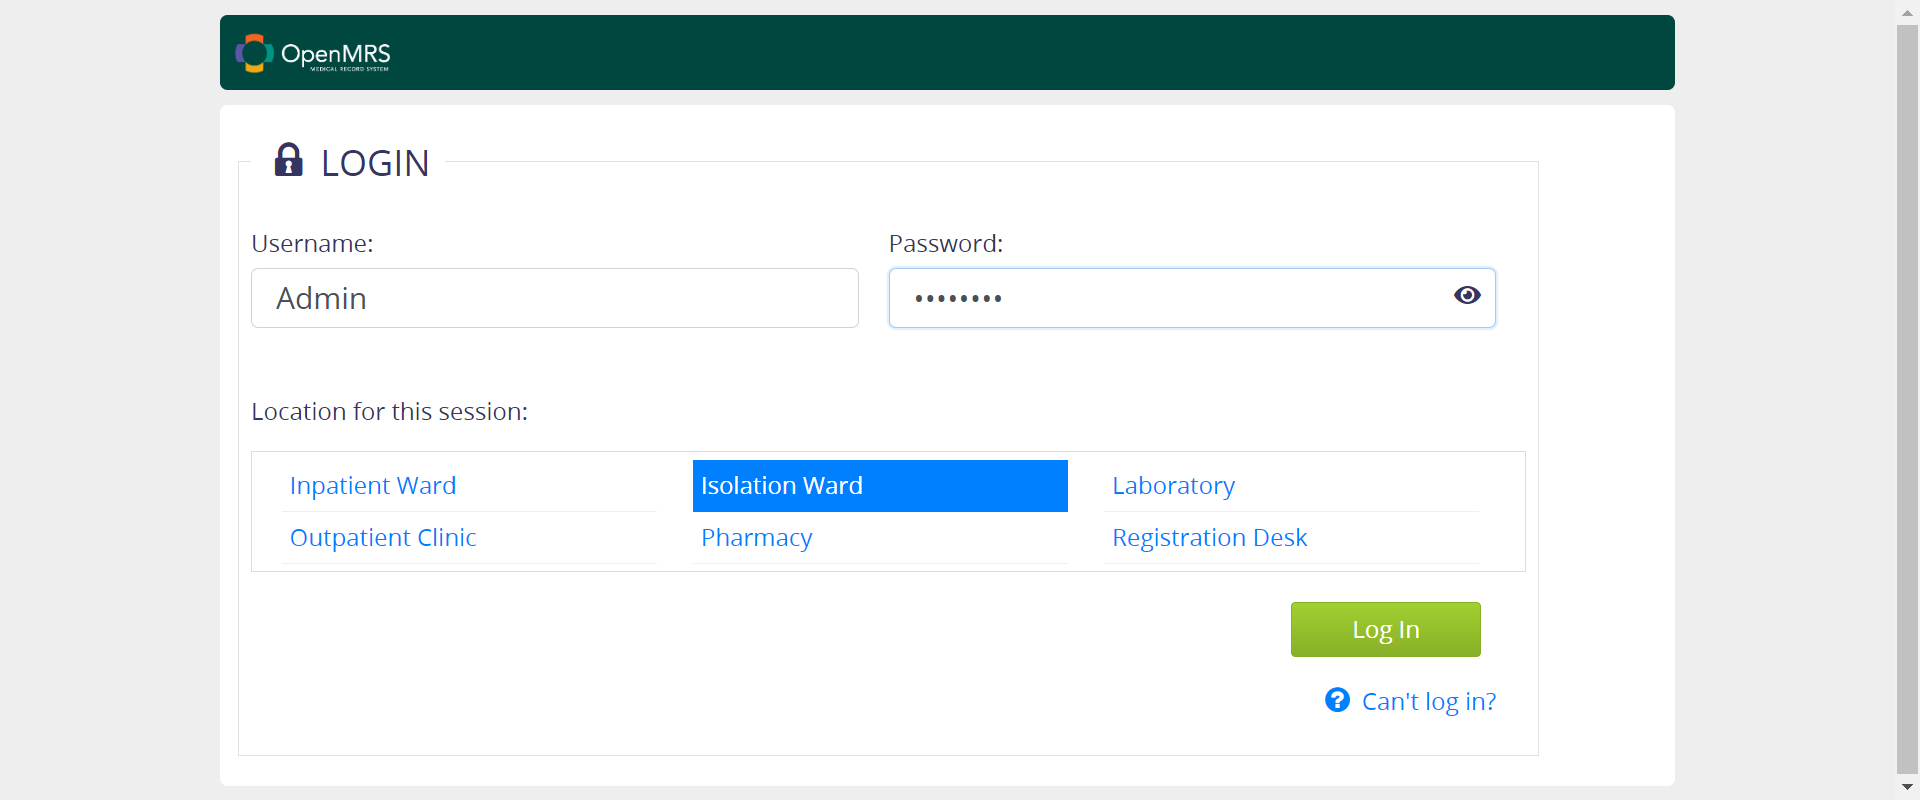 OpenMRS
MEDICAL RECORD SYSTEM
LOGIN
Username:
Password:
Admin
••••••••
Location for this session:
Inpatient Ward
Isolation Ward
Laboratory
Outpatient Clinic
Pharmacy
Registration Desk
Log In
Can't log in?